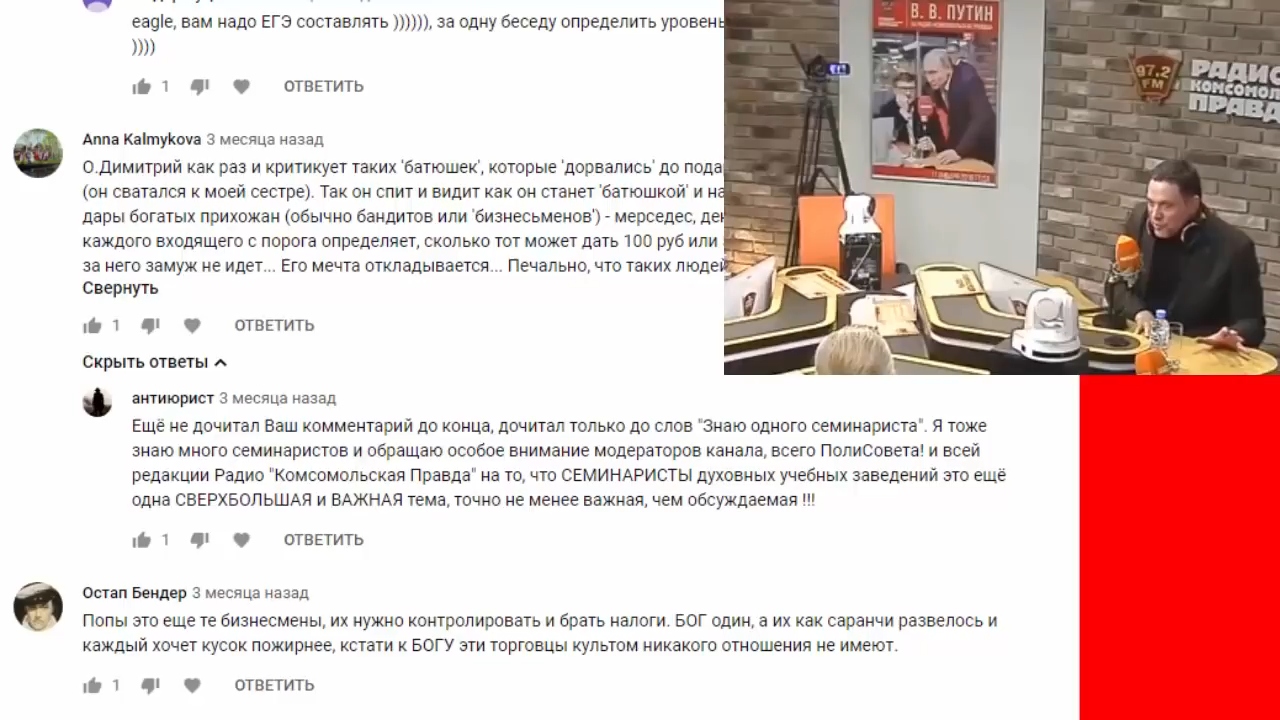 eagle, вам надо ЕГЭ составлять )))))), за одну беседу определить уровень
))))
1 ОТВЕТИТЬ
Anna Kalmykova 3 месяца назад
О.Димитрий как раз и критикует таких 'батюшек', которые 'дорвались' до пода
(он сватался к моей сестре). Так он спит и видит как он станет 'батюшкой' и на
дары богатых прихожан (обычно бандитов или 'бизнесьменов') - мерседес, ден
каждого входящего с порога определяет, сколько тот может дать 100 руб или
за него замуж не идет... Его мечта откладывается... Печально, что таких людей
Свернуть
1 ОТВЕТИТЬ
Скрыть ответы
антиюрист 3 месяца назад
Ещё не дочитал Ваш комментарий до конца, дочитал только до слов "Знаю одного семинариста". Я тоже
знаю много семинаристов и обращаю особое внимание модераторов канала, всего ПолиСовета! и всей
редакции Радио "Комсомольская Правда" на то, что СЕМИНАРИСТЫ духовных учебных заведений это ещё
одна СВЕРХБОЛЬШАЯ и ВАЖНАЯ тема, точно не менее важная, чем обсуждаемая !!!
1 ОТВЕТИТЬ
Остап Бендер 3 месяца назад
Попы это еще те бизнесмены, их нужно контролировать и брать налоги. БОГ один, а их как саранчи развелось и
каждый хочет кусок пожирнее, кстати к БОГУ эти торговцы культом никакого отношения не имеют.
1 ОТВЕТИТЬ
В. В. ПУТИН
97,2
FM
РАДИО
КОМСОМОЛ
ПРАВД